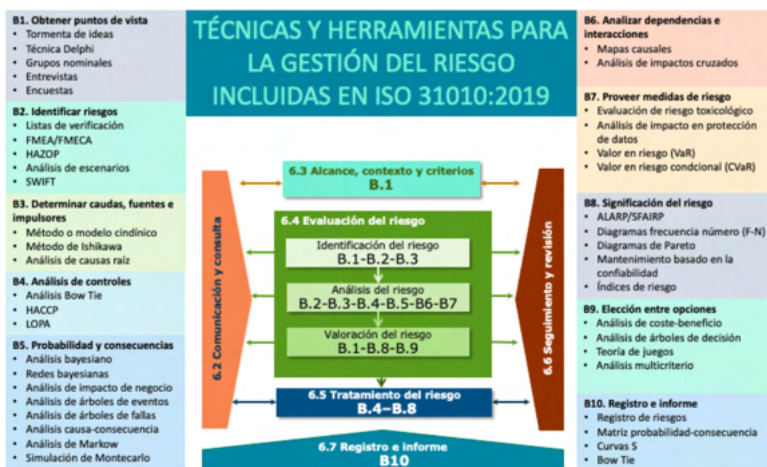 B1. Obtener puntos de vista
• Tormenta de ideas
• Técnica Delphi
• Grupos nominales
• Entrevistas
• Encuestas
B2. Identificar riesgos
• Listas de verificación
• FMEA/FMECA
• HAZOP
• Análisis de escenarios
• SWIFT
B3. Determinar caudas, fuentes e
impulsores
• Método o modelo cindínico
• Método de Ishikawa
• Análisis de causas raíz
B4. Análisis de controles
• Análisis Bow Tie
• HACCP
• LOPA
B5. Probabilidad y consecuencias
• Análisis bayesiano
• Redes bayesianas
• Análisis de impacto de negocio
• Análisis de árboles de eventos
• Análisis de árboles de fallas
• Análisis causa-consecuencia
• Análisis de Markow
• Simulación de Montecarlo
TÉCNICAS Y HERRAMIENTAS PARA
LA GESTIÓN DEL RIESGO
INCLUIDAS EN ISO 31010:2019
6.3 Alcance, contexto y criterios
B.1
6.2 Comunicación y consulta
6.4 Evaluación del riesgo
Identificación del riesgo
B.1-B.2-B.3
Análisis del riesgo
B.2-B.3-B.4-B.5-B6-B7
Valoración del riesgo
B.1-B.8-B.9
6.6 Seguimiento y revisión
6.5 Tratamiento del riesgo
B.4–B.8
6.7 Registro e informe
B10
B6. Analizar dependencias e
interacciones
• Mapas causales
• Análisis de impactos cruzados
B7. Proveer medidas de riesgo
• Evaluación de riesgo toxicológico
• Análisis de impacto en protección
de datos
• Valor en riesgo (VaR)
• Valor en riesgo condcional (CVaR)
B8. Significación del riesgo
• ALARP/SFAIRP
• Diagramas frecuencia número (F-N)
• Diagramas de Pareto
• Mantenimiento basado en la
confiabilidad
• Índices de riesgo
B9. Elección entre opciones
• Análisis de coste-beneficio
• Análisis de árboles de decisión
• Teoría de juegos
• Análisis multicriterio
B10. Registro e informe
• Registro de riesgos
• Matriz probabilidad-consecuencia
• Curvas S
• Bow Tie